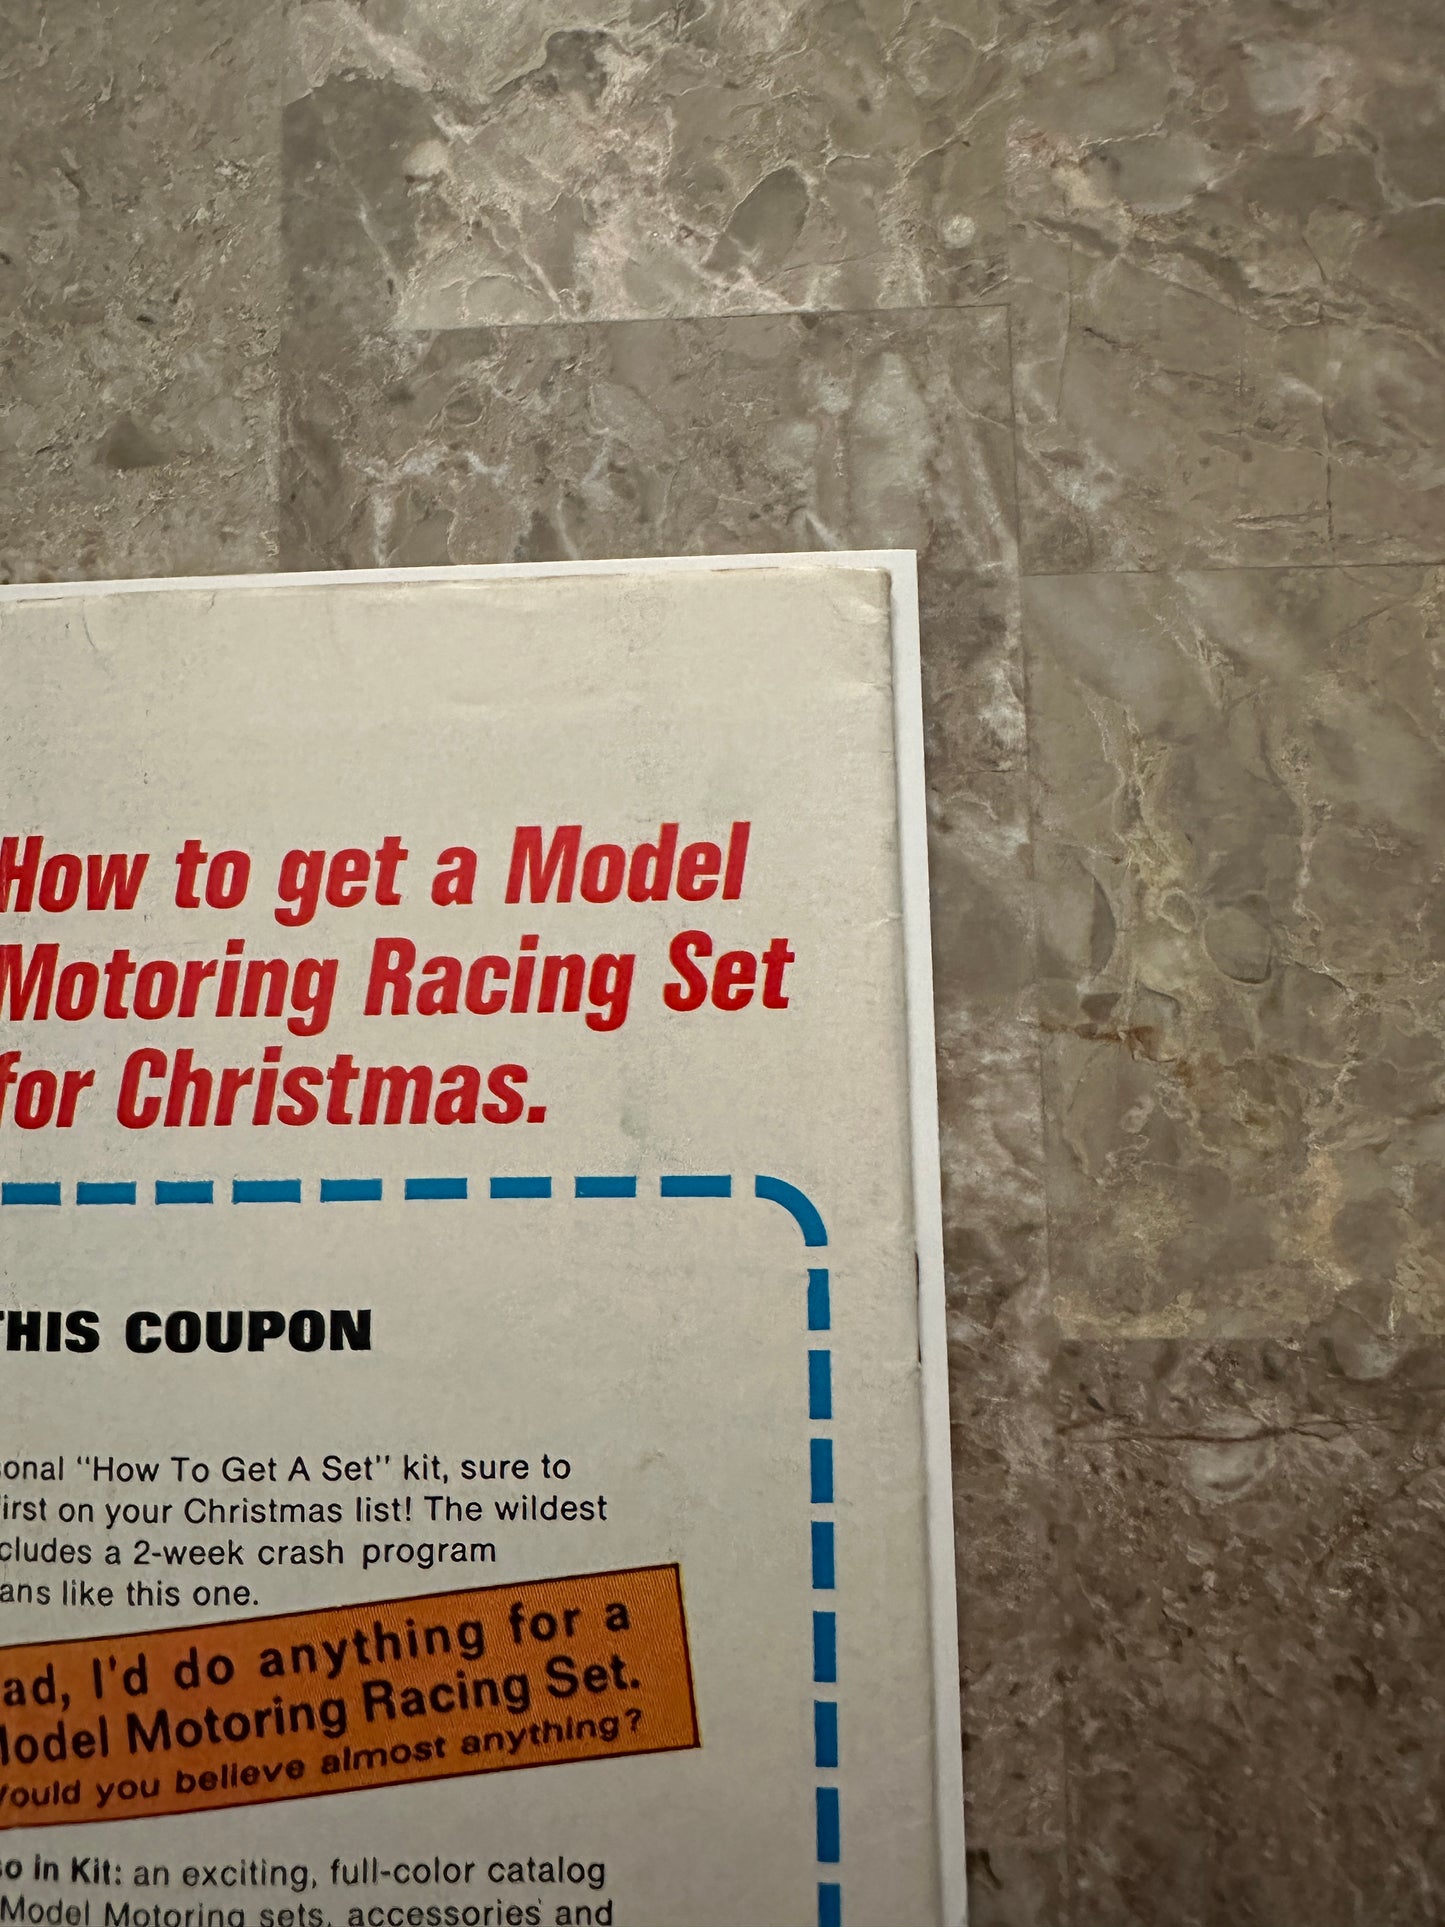 How to get a Model
Motoring Racing Set
for Christmas.
THIS COUPON
onal "How To Get A Set" kit, sure to
irst on your Christmas list! The wildest
cludes a 2-week crash program
ans like this one.
ad, I'd do anything for a
odel Motoring Racing Set.
ould you believe almost anything?
so in Kit: an exciting, full-color catalog
Model Motoring sets, accessories and